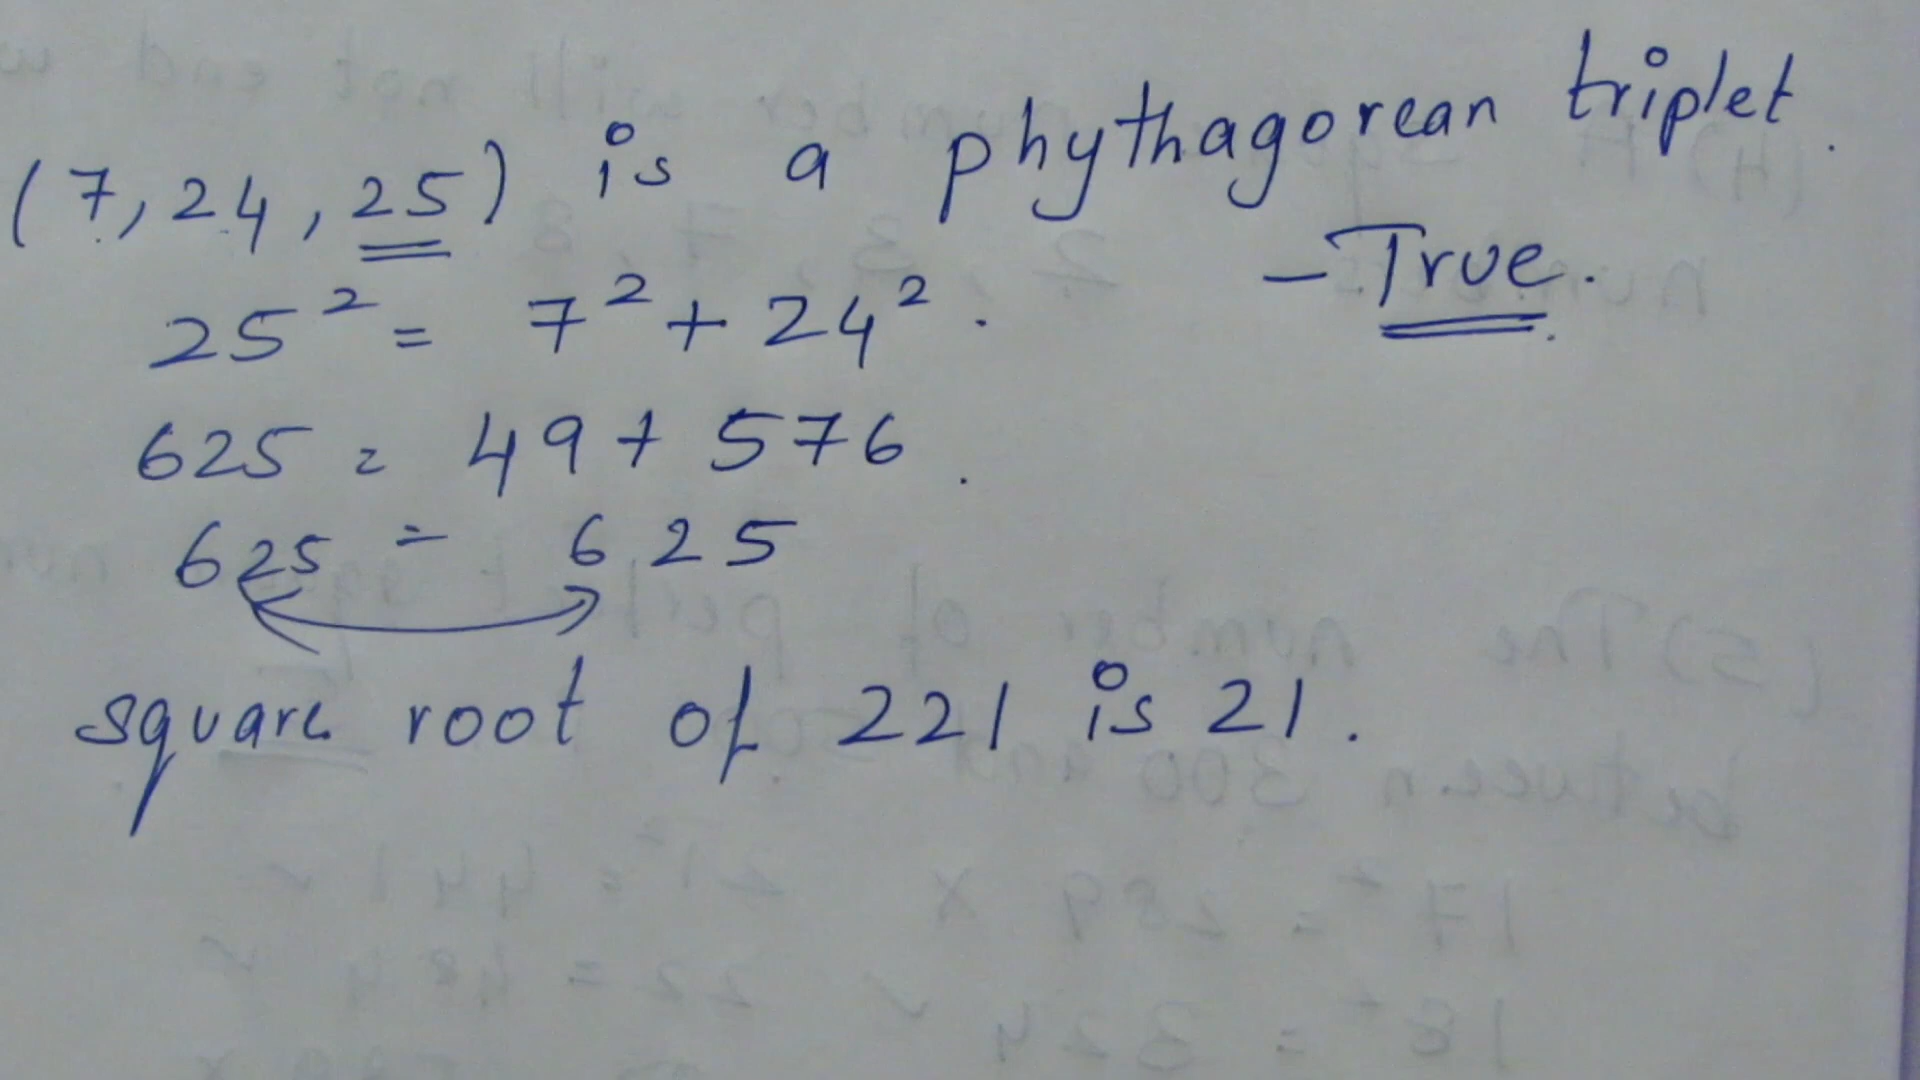 (7, 24, 25) is a phythagorean triplet.
- True.
25² = 7² + 24².
625 = 49 + 576.
625 = 625
square root of 221 is 21.